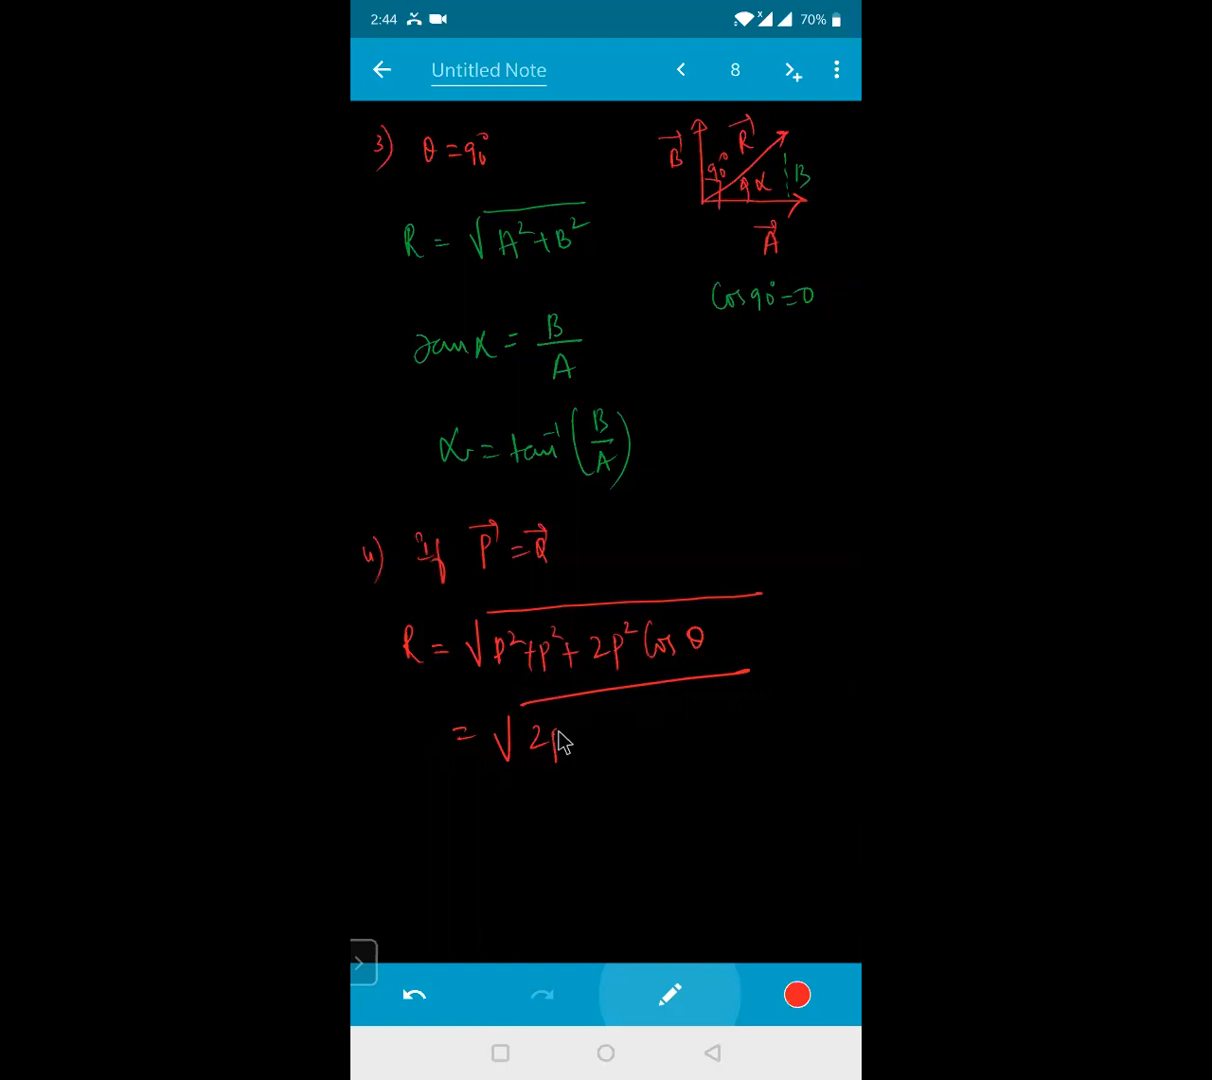 2:44 70%
Untitled Note 8
3) θ = 90°
B⃗ R⃗ 90° α B
A⃗
R = √(A² + B²)
Cos 90° = 0
tan α = B/A
α = tan⁻¹ (B/A)
4) if P⃗ = Q⃗
R = √(P² + P² + 2P² Cos θ)
= √2P